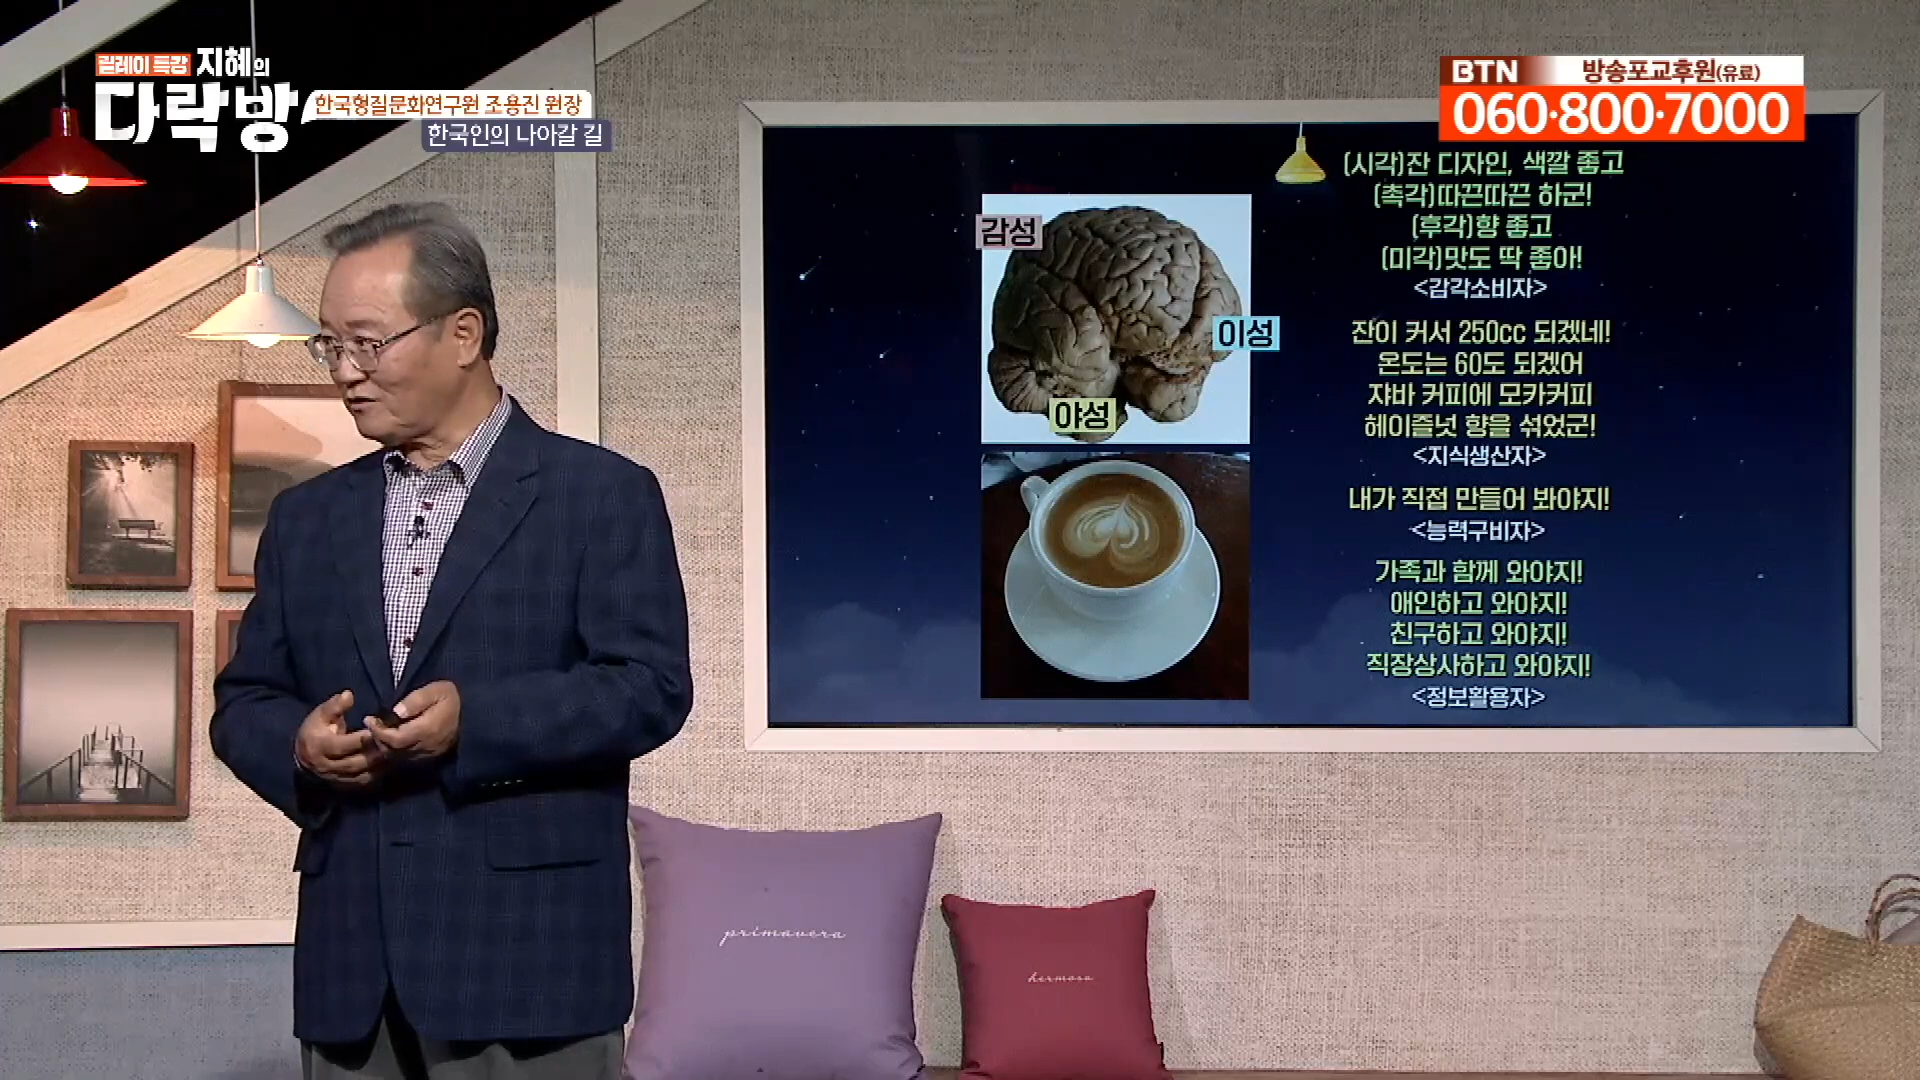 릴레이 특강 지혜의
다락방
한국형질문화연구원 조용진 원장
한국인의 나아갈 길
BTN 방송포교후원(유료)
060·800·7000
감성
이성
야성
(시각)잔 디자인, 색깔 좋고
(촉각)따끈따끈 하군!
(후각)향 좋고
(미각)맛도 딱 좋아!
<감각소비자>
잔이 커서 250cc 되겠네!
온도는 60도 되겠어
쟈바 커피에 모카커피
헤이즐넛 향을 섞었군!
<지식생산자>
내가 직접 만들어 봐야지!
<능력구비자>
가족과 함께 와야지!
애인하고 와야지!
친구하고 와야지!
직장상사하고 와야지!
<정보활용자>
primavera
hermosa